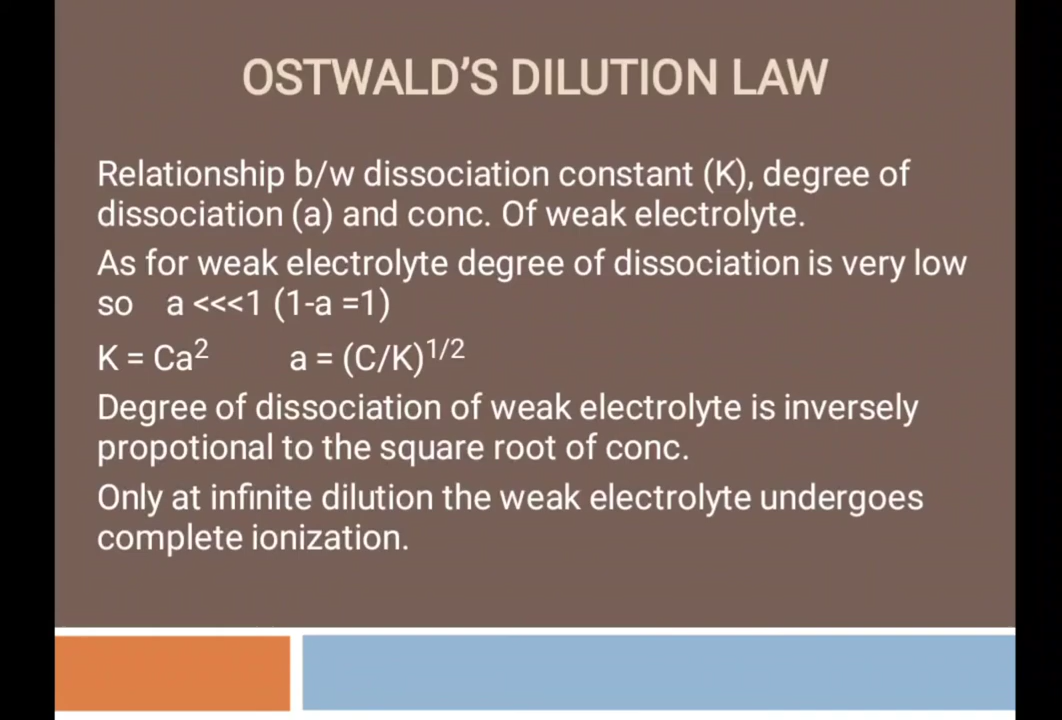 OSTWALD'S DILUTION LAW
Relationship b/w dissociation constant (K), degree of
dissociation (a) and conc. Of weak electrolyte.
As for weak electrolyte degree of dissociation is very low
so a <<<1 (1-a =1)
K = Ca² a = (C/K)^1/2
Degree of dissociation of weak electrolyte is inversely
propotional to the square root of conc.
Only at infinite dilution the weak electrolyte undergoes
complete ionization.